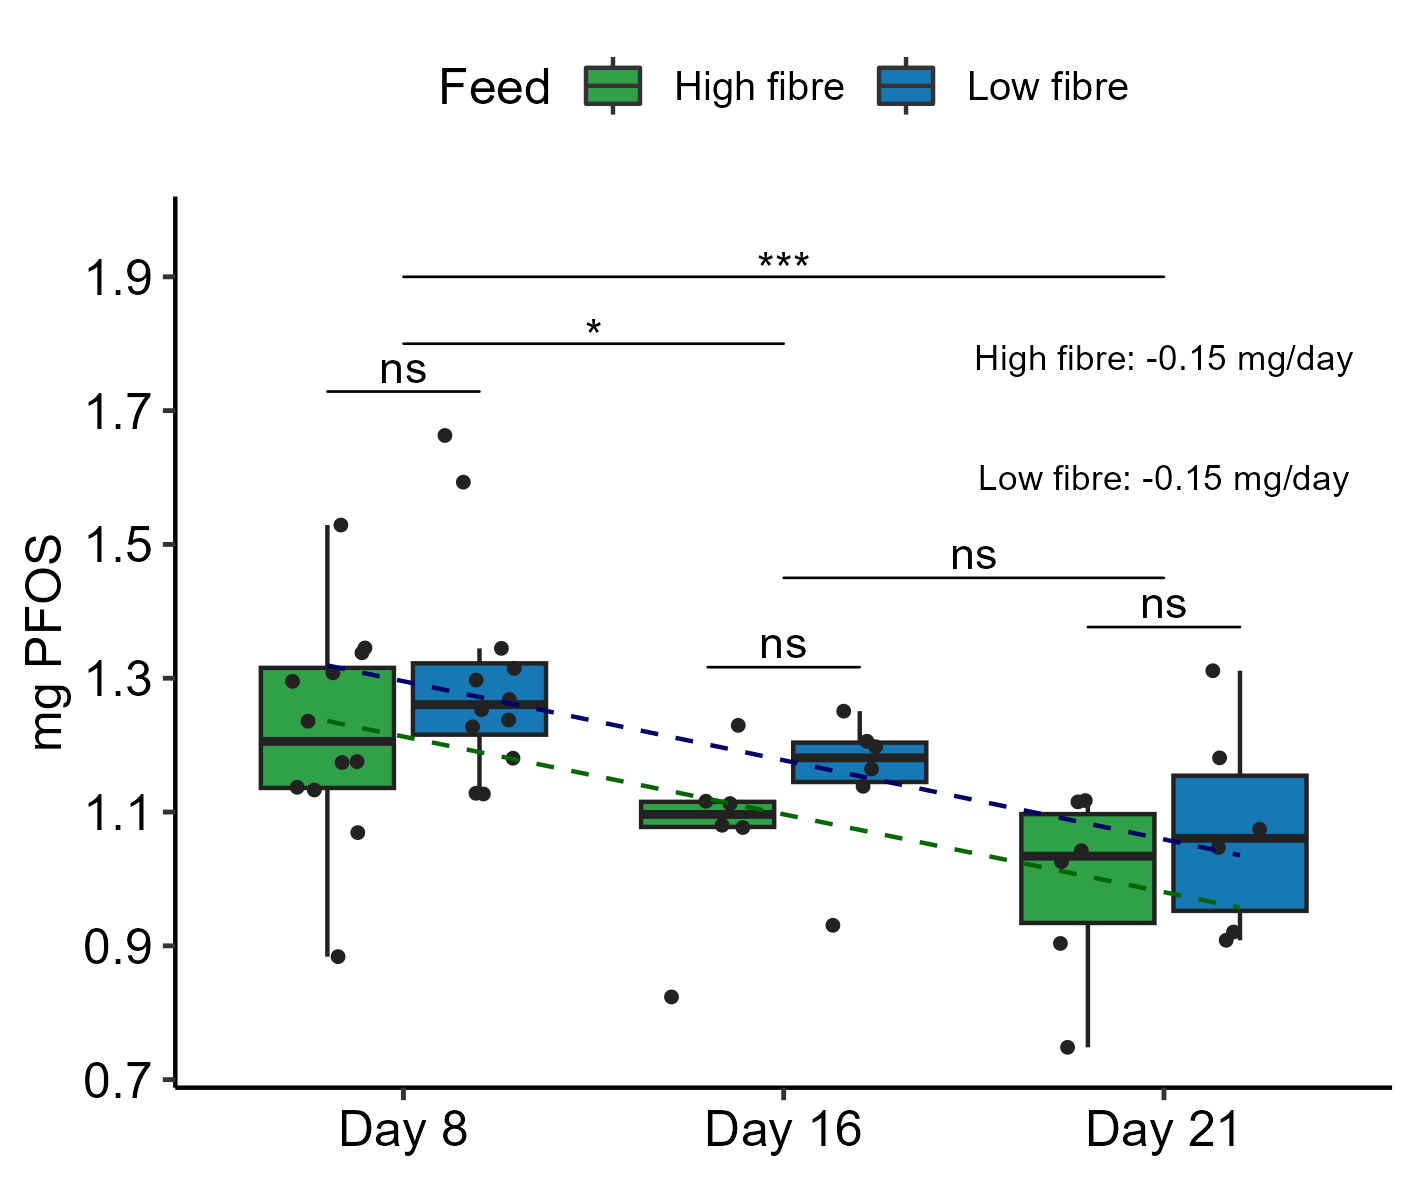 Feed High fibre Low fibre
***
1.9
*
High fibre: -0.15 mg/day
ns
1.7
Low fibre: -0.15 mg/day
1.5
ns
ns
ns
1.3
1.1
0.9
0.7
mg PFOS
Day 8 Day 16 Day 21